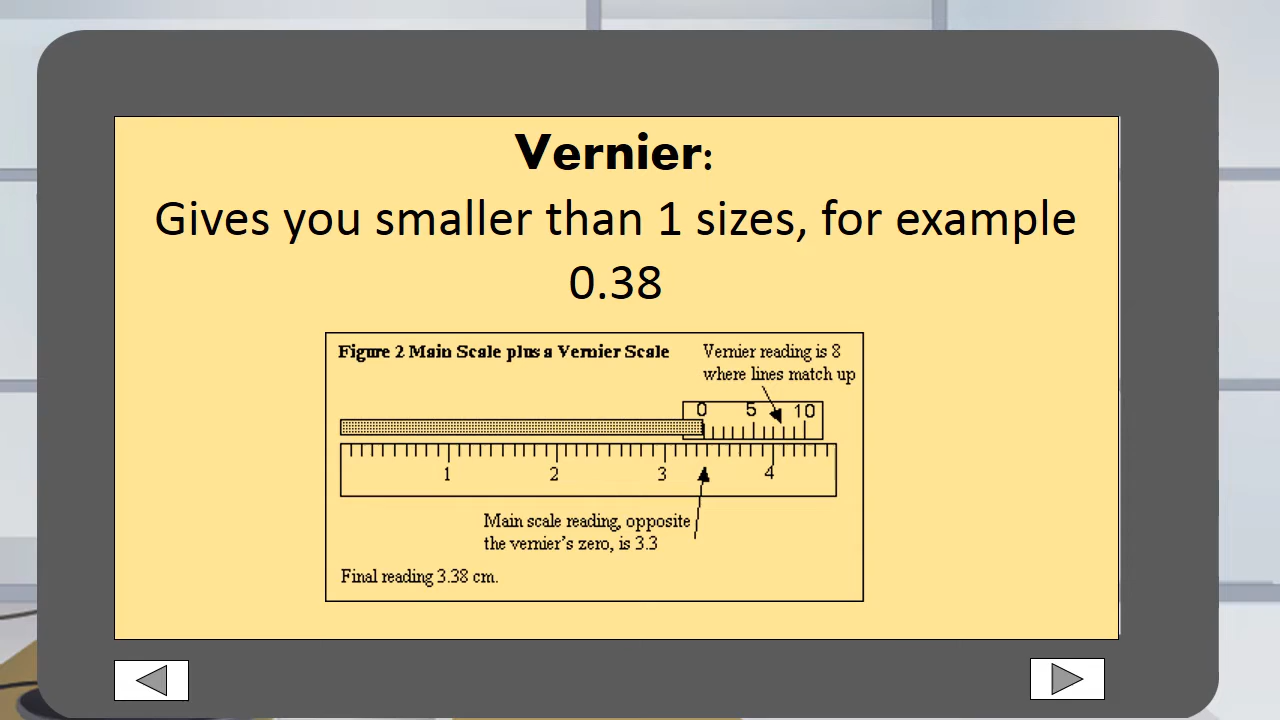 Vernier:
Gives you smaller than 1 sizes, for example
0.38
Figure 2 Main Scale plus a Vernier Scale
Vernier reading is 8
where lines match up
0 5 10
1 2 3 4
Main scale reading, opposite
the vernier's zero, is 3.3
Final reading 3.38 cm.